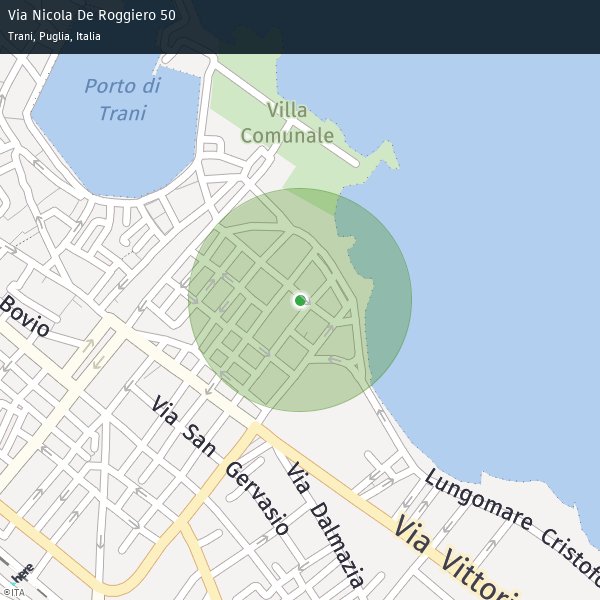 Via Nicola De Roggiero 50
Trani, Puglia, Italia
Porto di
Trani
Villa
Comunale
Bovio
Via San Gervasio
Via Dalmazia
Lungomare Cristofo
Via Vittori
here
©ITA